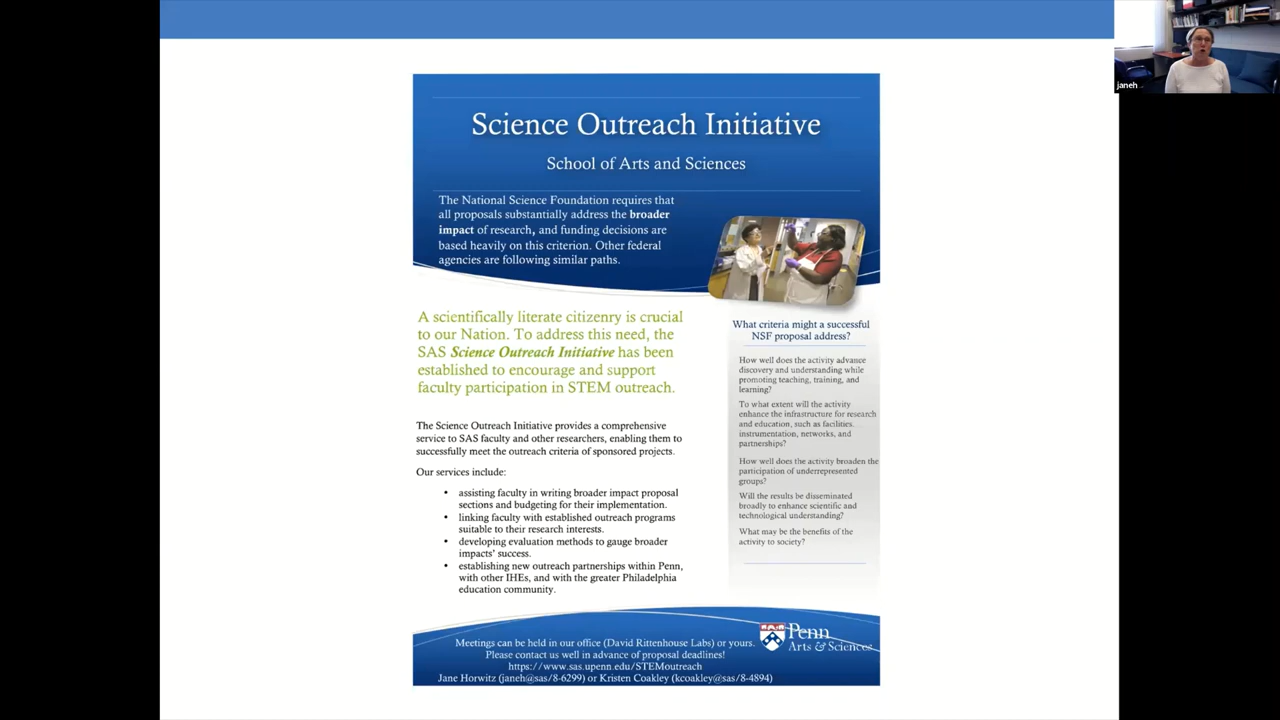 Science Outreach Initiative
School of Arts and Sciences
The National Science Foundation requires that
all proposals substantially address the broader
impact of research, and funding decisions are
based heavily on this criterion. Other federal
agencies are following similar paths.
A scientifically literate citizenry is crucial
to our Nation. To address this need, the
SAS Science Outreach Initiative has been
established to encourage and support
faculty participation in STEM outreach.
The Science Outreach Initiative provides a comprehensive
service to SAS faculty and other researchers, enabling them to
successfully meet the outreach criteria of sponsored projects.
Our services include:
• assisting faculty in writing broader impact proposal
sections and budgeting for their implementation.
• linking faculty with established outreach programs
suitable to their research interests.
• developing evaluation methods to gauge broader
impacts' success.
• establishing new outreach partnerships within Penn,
with other IHEs, and with the greater Philadelphia
education community.
What criteria might a successful
NSF proposal address?
How well does the activity advance
discovery and understanding while
promoting teaching, training, and
learning?
To what extent will the activity
enhance the infrastructure for research
and education, such as facilities,
instrumentation, networks, and
partnerships?
How well does the activity broaden the
participation of underrepresented
groups?
Will the results be disseminated
broadly to enhance scientific and
technological understanding?
What may be the benefits of the
activity to society?
Meetings can be held in our office (David Rittenhouse Labs) or yours.
Please contact us well in advance of proposal deadlines!
https://www.sas.upenn.edu/STEMoutreach
Jane Horwitz (janeh@sas/8-6299) or Kristen Coakley (kcoakley@sas/8-4894)
Penn
Arts & Sciences
janeh